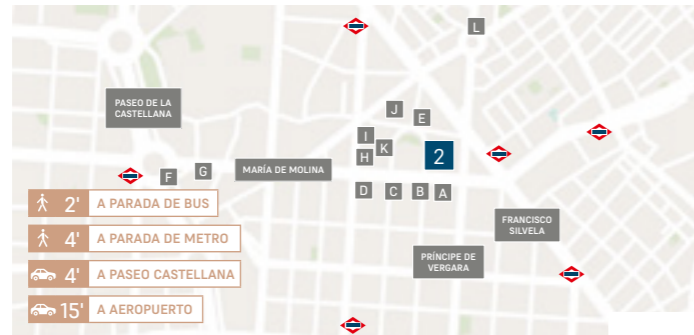 L
J
E
PASEO DE LA
CASTELLANA
I
K
H
2
MARÍA DE MOLINA
F
G
D
C
B
A
2' A PARADA DE BUS
4' A PARADA DE METRO
4' A PASEO CASTELLANA
15' A AEROPUERTO
FRANCISCO
SILVELA
PRÍNCIPE DE
VERGARA